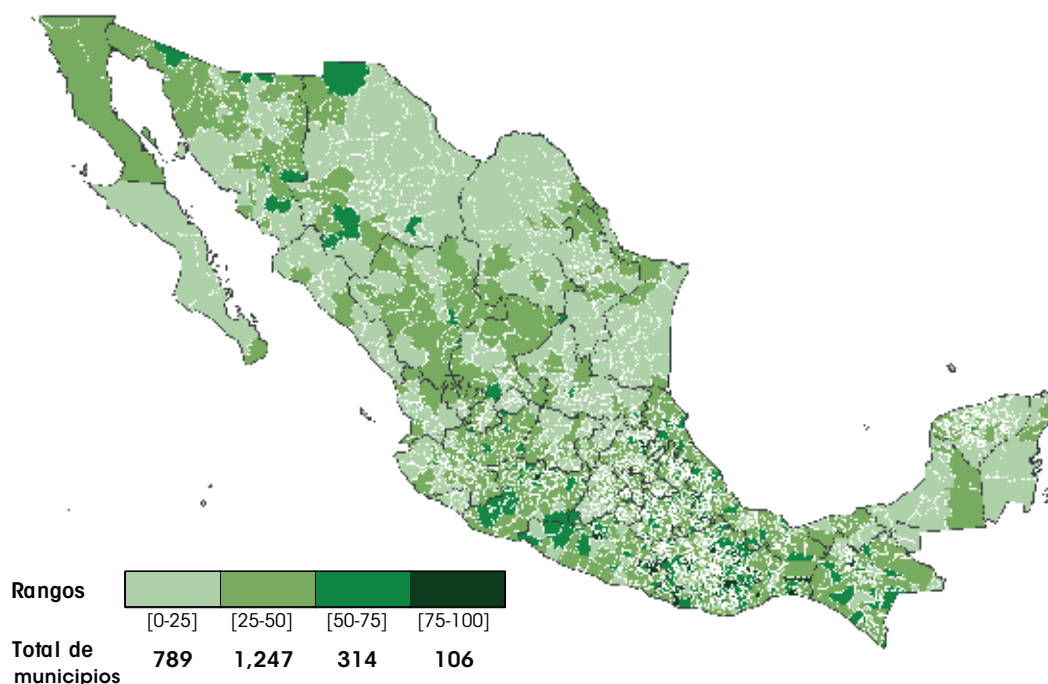 Rangos
[0-25] [25-50) [50-75) [75-100]
Total de
municipios
789 1,247 314 106